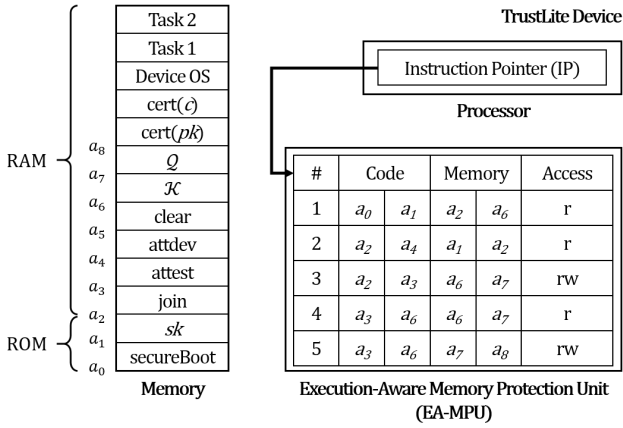 Task 2
Task 1
Device OS
cert(c)
cert(pk)
a8
Q
a7
K
a6
clear
a5
attdev
a4
attest
a3
join
a2
sk
a1
secureBoot
a0
RAM
ROM
Memory
TrustLite Device
Instruction Pointer (IP)
Processor
# Code Memory Access
1 a0 a1 a2 a6 r
2 a2 a4 a1 a2 r
3 a2 a3 a6 a7 rw
4 a3 a6 a6 a7 r
5 a3 a6 a7 a8 rw
Execution-Aware Memory Protection Unit
(EA-MPU)